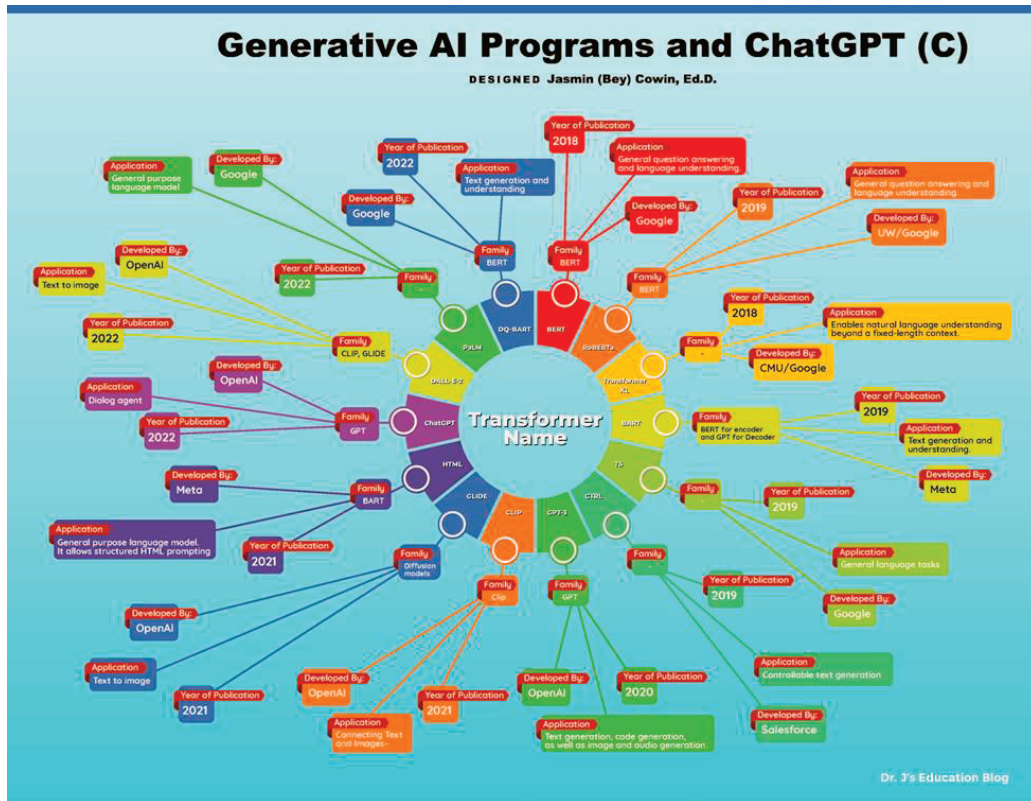 Generative AI Programs and ChatGPT (C)
DESIGNED Jasmin (Bey) Cowin, Ed.D.
Transformer
Name
BERT
Family
BERT
Year of Publication
2018
Application
General question answering
and language understanding.
Developed By:
Google
RoBERTa
Family
BERT
Year of Publication
2019
Application
General question answering and
language understanding.
Developed By:
UW/Google
Transformer
XL
Family
-
Year of Publication
2018
Application
Enables natural language understanding
beyond a fixed-length context.
Developed By:
CMU/Google
BART
Family
BERT for encoder
and GPT for Decoder
Year of Publication
2019
Application
Text generation and
understanding.
Developed By:
Meta
T5
Family
-
Year of Publication
2019
Application
General language tasks
Developed By:
Google
CTRL
Family
-
Year of Publication
2019
Application
Controllable text generation
Developed By:
Salesforce
GPT-3
Family
GPT
Year of Publication
2020
Application
Text generation, code generation,
as well as image and audio generation.
Developed By:
OpenAI
CLIP
Family
Clip
Year of Publication
2021
Application
Connecting Text
and Images-
Developed By:
OpenAI
GLIDE
Family
Diffusion
models
Developed By:
OpenAI
Application
Text to image
Year of Publication
2021
HTML
Family
BART
Developed By:
Meta
Application
General purpose language model.
It allows structured HTML prompting
Year of Publication
2021
ChatGPT
Family
GPT
Developed By:
OpenAI
Application
Dialog agent
Year of Publication
2022
DALL-E-2
Family
CLIP, GLIDE
Developed By:
OpenAI
Application
Text to image
Year of Publication
2022
PaLM
Family
-
Application
General purpose
language model
Developed By:
Google
Year of Publication
2022
DQ-BART
Family
BERT
Year of Publication
2022
Application
Text generation and
understanding
Developed By:
Google
Dr. J's Education Blog